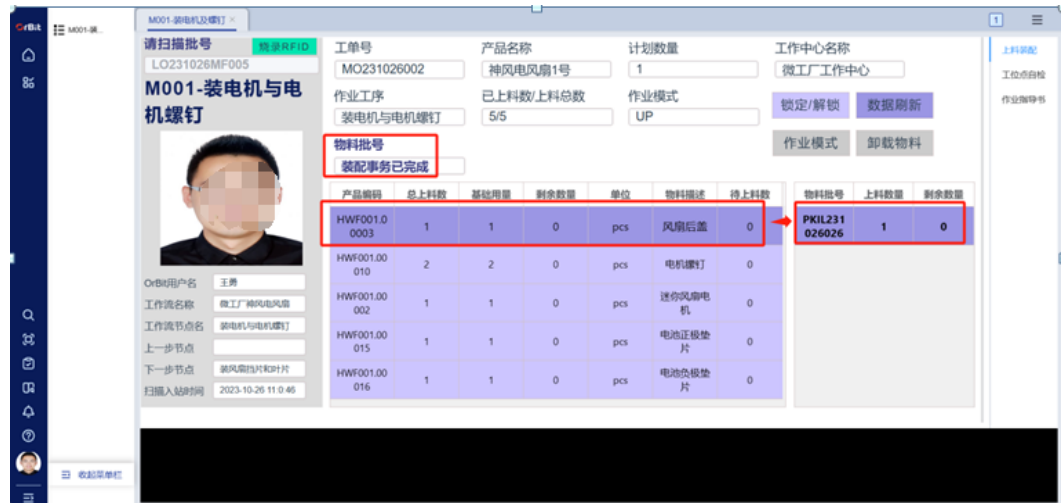 OrBit
M001-装...
M001-装电机及螺钉 ×
1
请扫描批号
烧录RFID
LO231026MF005
M001-装电机与电
机螺钉
OrBit用户名
王勇
工作流名称
微工厂神风电风扇
工作流节点名
装电机与电机螺钉
上一步节点
下一步节点
装风扇挡片和叶片
扫描入站时间
2023-10-26 11:0:46
工单号
产品名称
计划数量
工作中心名称
MO231026002
神风电风扇1号
1
微工厂工作中心
作业工序
已上料数/上料总数
作业模式
装电机与电机螺钉
5/5
UP
锁定/解锁
数据刷新
作业模式
卸载物料
物料批号
装配事务已完成
产品编码 总上料数 基础用量 剩余数量 单位 物料描述 待上料数
HWF001.0
0003 1 1 0 pcs 风扇后盖 0
HWF001.00
010 2 2 0 pcs 电机螺钉 0
HWF001.00
002 1 1 0 pcs 迷你风扇电
机 0
HWF001.00
015 1 1 0 pcs 电池正极垫
片 0
HWF001.00
016 1 1 0 pcs 电池负极垫
片 0
物料批号 上料数量 剩余数量
PKIL231
026026 1 0
上料装配
工位点自检
作业指导书
收起菜单栏